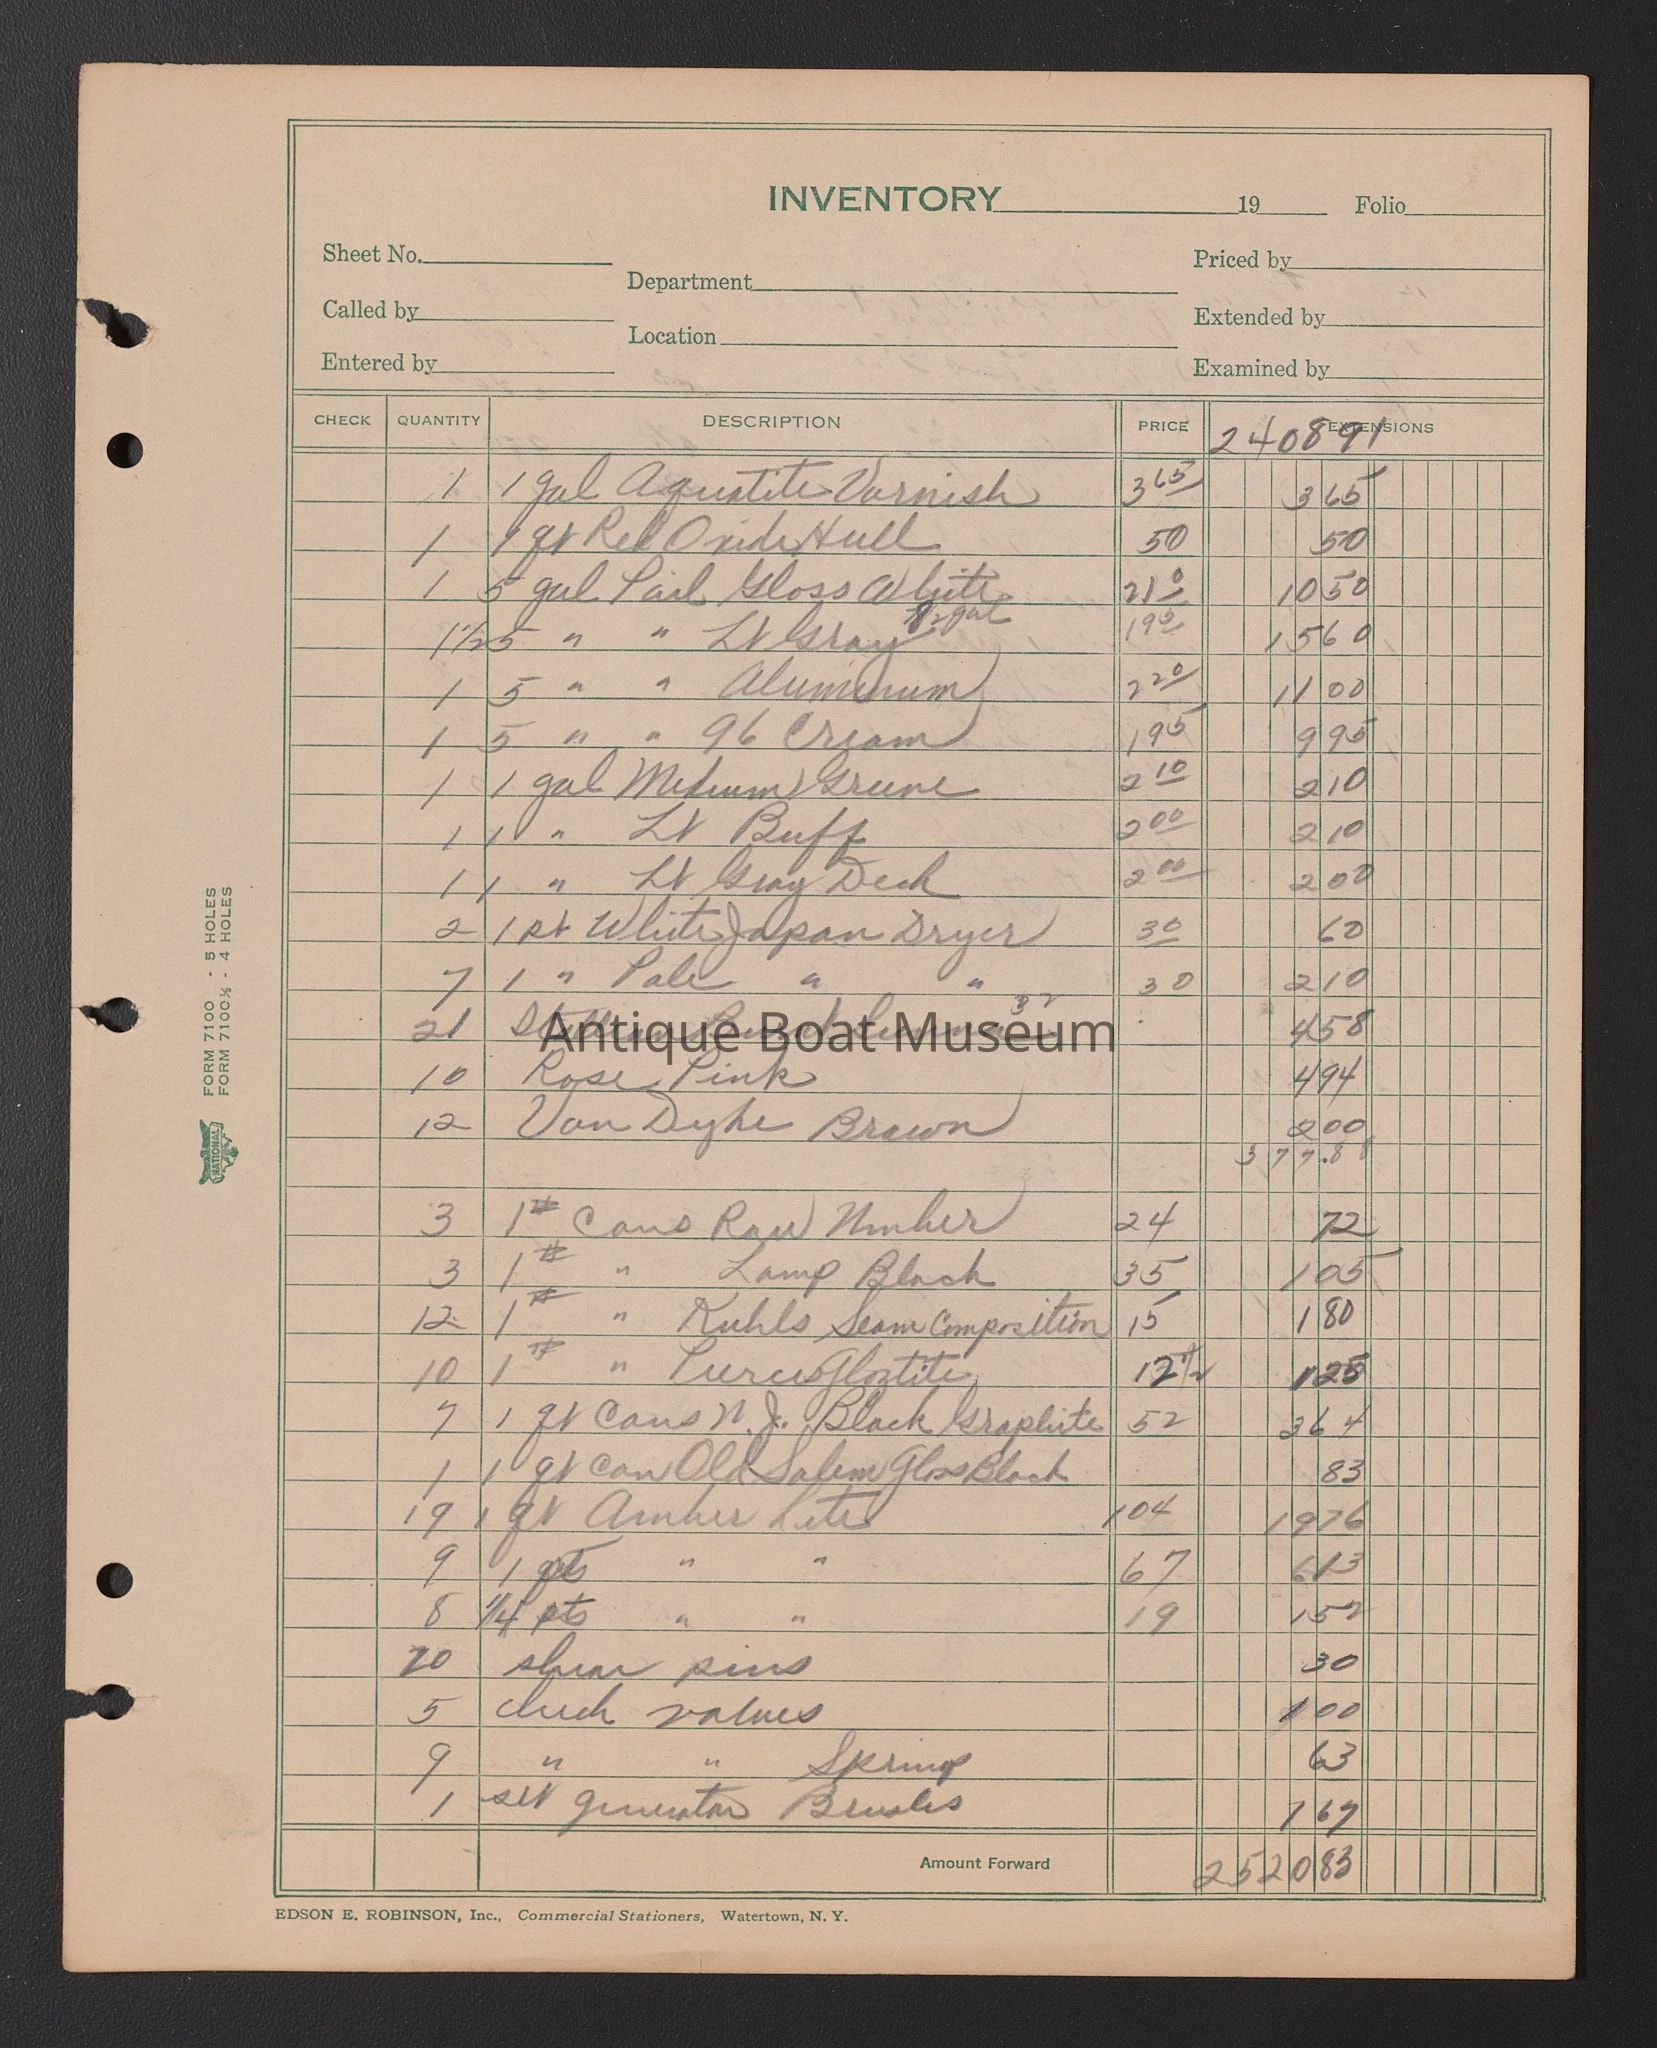 INVENTORY 19 Folio
Sheet No. Priced by
Department
Called by Extended by
Location
Entered by Examined by
CHECK QUANTITY DESCRIPTION PRICE EXTENSIONS
240891
1 1 gal Aquatite Varnish 365 365
1 1 qt Red Oxide Hull 50 50
1 5 gal Pail Gloss White 210 1050
1 1/2 5 " " Lt Gray gal 195 1560
1 5 " " Aluminum 220 1100
1 5 " " 96 Cream 195 995
1 1 gal Medium Greene 210 210
1 1 " Lt Buff 200 210
1 1 " Lt Gray Deck 200 200
2 1 pt White Japan Dryer 30 60
7 1 " Pale " " 30 210
21 32 458
Antique Boat Museum
10 Rose Pink 494
12 Van Dyke Brown 200
377.88
3 1# Cans Raw Umber 24 72
3 1# " Lamp Black 35 105
12 1# " Kuhls Seam Composition 15 180
10 1# " 12 1/2 125
7 1 qt Cans N.J. Black Graphite 52 364
1 1 qt can Old Salem Gloss Black 83
19 1 qt Amber Lite 104 1976
9 1 pts " " 67 613
8 1/4 pts " " 19 152
20 shear pins 30
5 check valves 100
9 " " Spring 63
1 set generator Brushes 167
Amount Forward 252083
EDSON E. ROBINSON, Inc., Commercial Stationers, Watertown, N. Y.
FORM 7100 - 5 HOLES
FORM 7100½ - 4 HOLES
NATIONAL